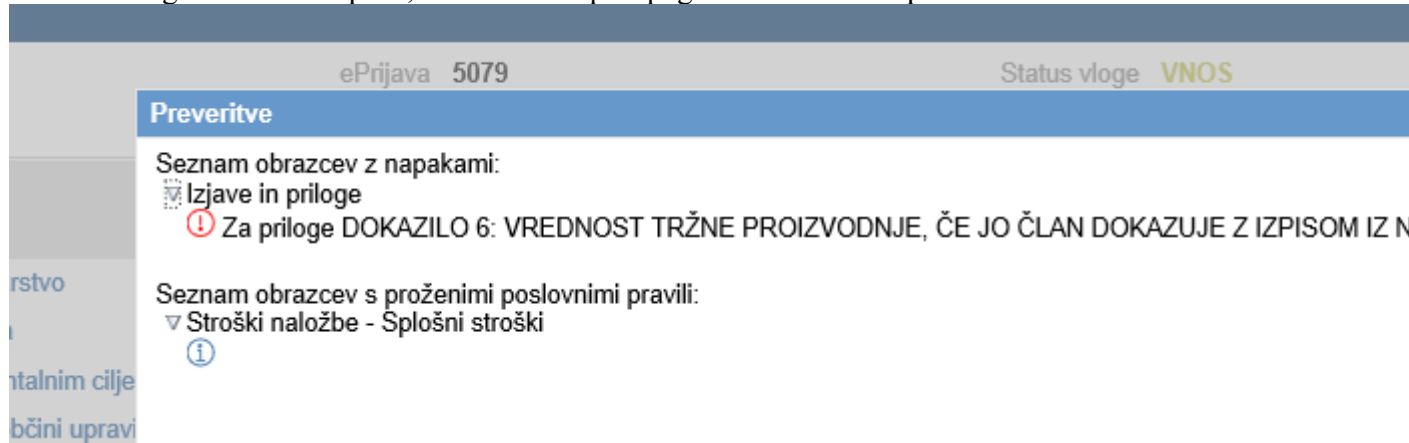 ePrijava 5079 Status vloge VNOS
Preveritve
Seznam obrazcev z napakami:
Izjave in priloge
Za priloge DOKAZILO 6: VREDNOST TRŽNE PROIZVODNJE, ČE JO ČLAN DOKAZUJE Z IZPISOM IZ N
rstvo
Seznam obrazcev s proženimi poslovnimi pravili:
Stroški naložbe - Splošni stroški
ntalnim cilje
bčini upravi